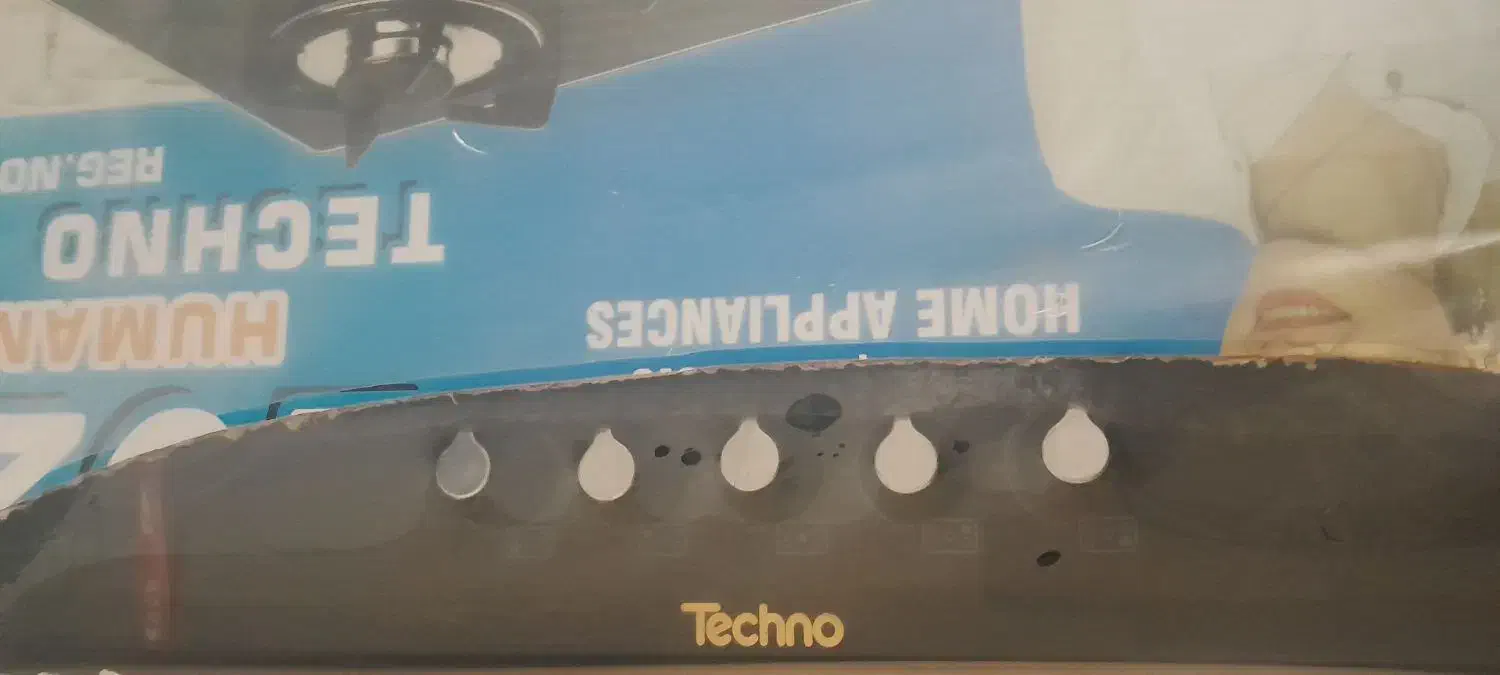 REG.NO
TECHNO
HUMAN
HOME APPLIANCES
Techno